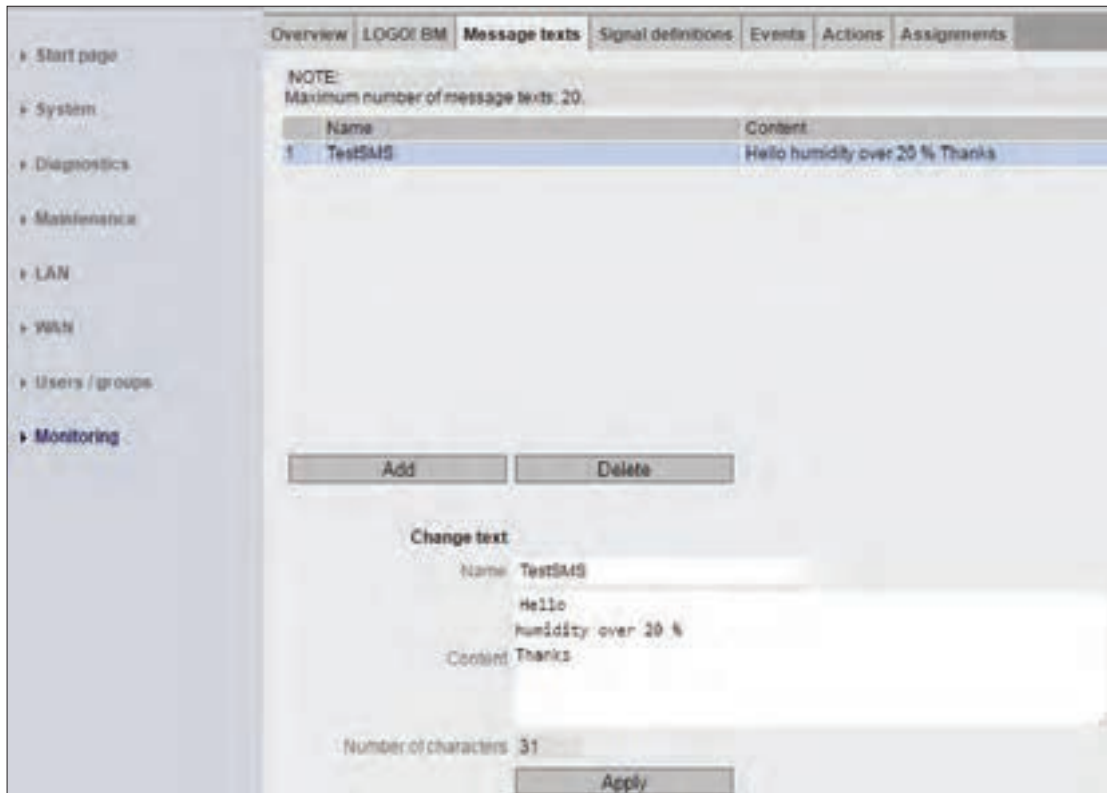 Overview LOGO! BM Message texts Signal definitions Events Actions Assignments
Start page
System
Diagnostics
Maintenance
LAN
WAN
Users / groups
Monitoring
NOTE:
Maximum number of message texts: 20.
Name Content
1 TestSMS Hello humidity over 20 % Thanks
Add Delete
Change text
Name TestSMS
Content Hello
humidity over 20 %
Thanks
Number of characters 31
Apply